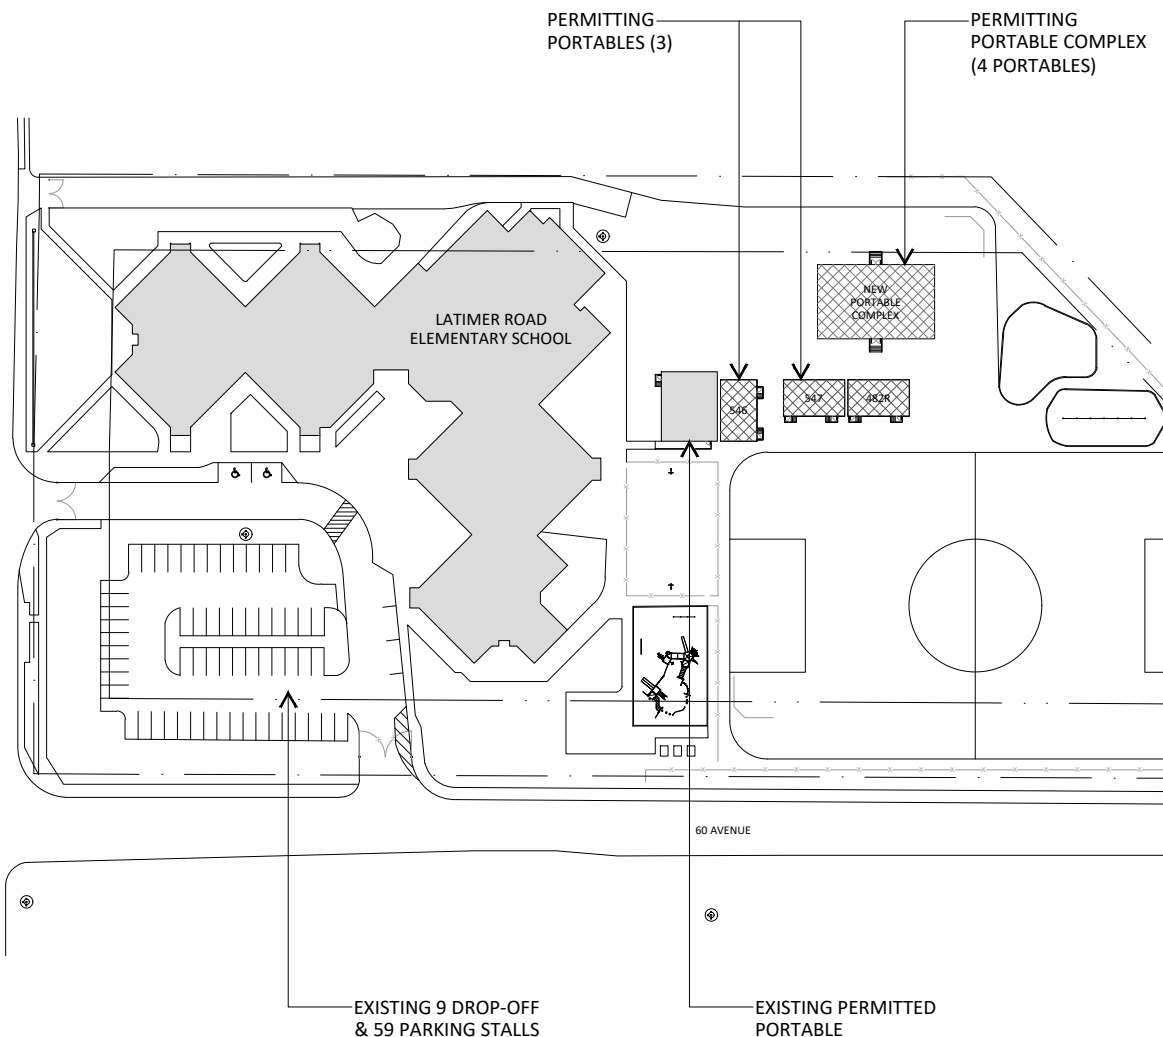 PERMITTING
PORTABLES (3)
PERMITTING
PORTABLE COMPLEX
(4 PORTABLES)
NEW
PORTABLE
COMPLEX
LATIMER ROAD
ELEMENTARY SCHOOL
546
547
482R
60 AVENUE
EXISTING 9 DROP-OFF
& 59 PARKING STALLS
EXISTING PERMITTED
PORTABLE